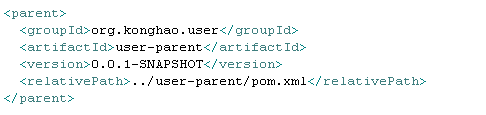 <parent>
<groupId>org.konghao.user</groupId>
<artifactId>user-parent</artifactId>
<version>0.0.1-SNAPSHOT</version>
<relativePath>../user-parent/pom.xml</relativePath>
</parent>